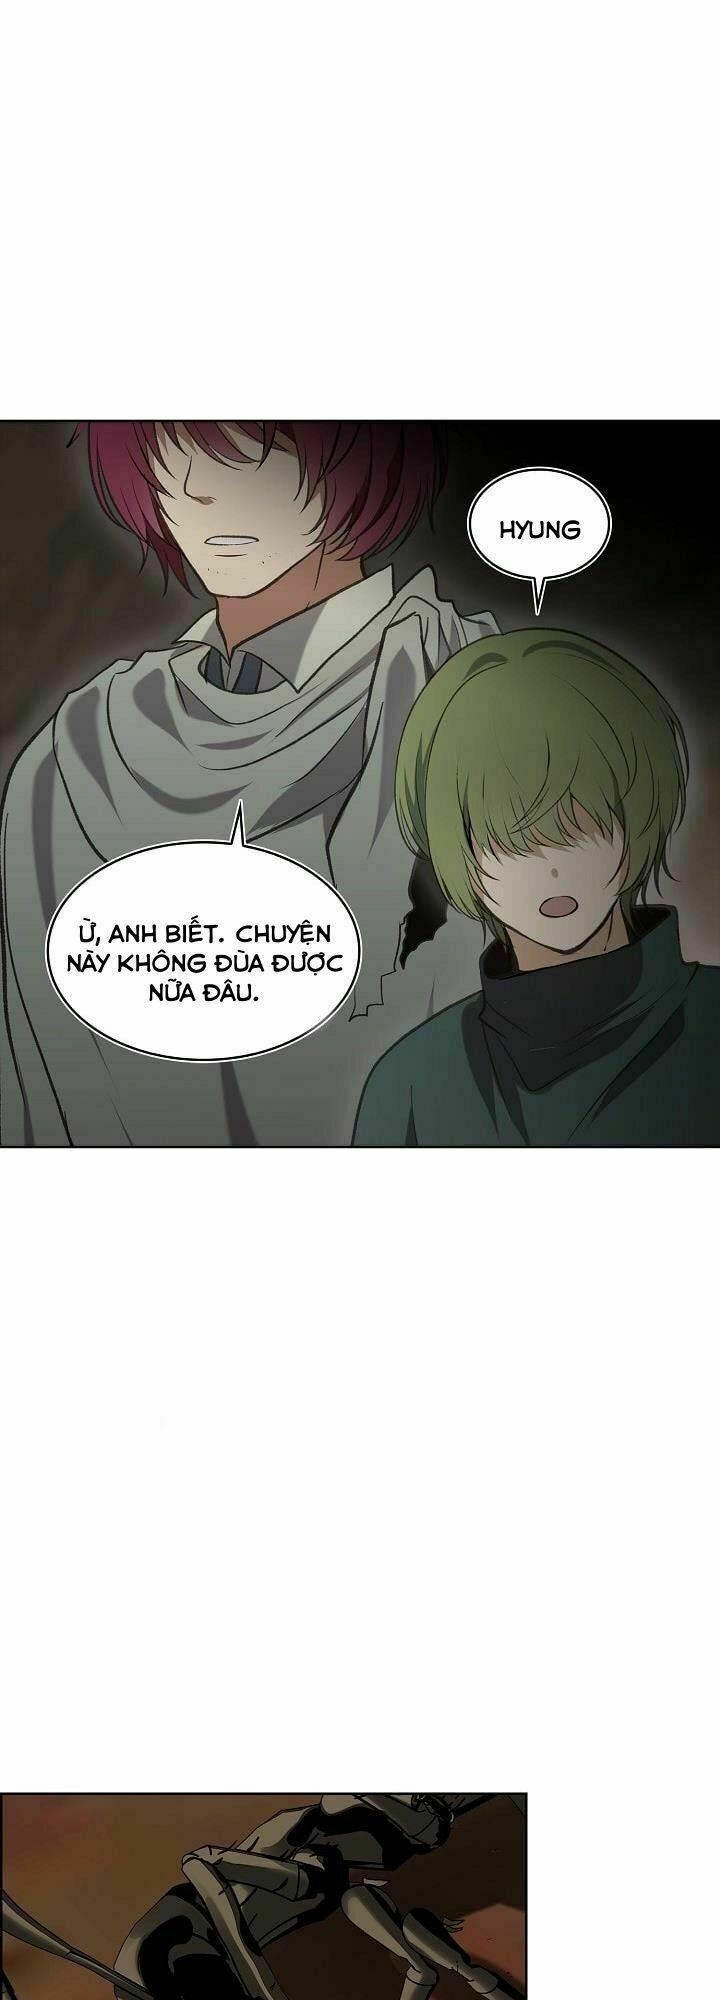 HYUNG
Ừ, ANH BIẾT. CHUYỆN
NÀY KHÔNG ĐÙA ĐƯỢC
NỮA ĐÂU.